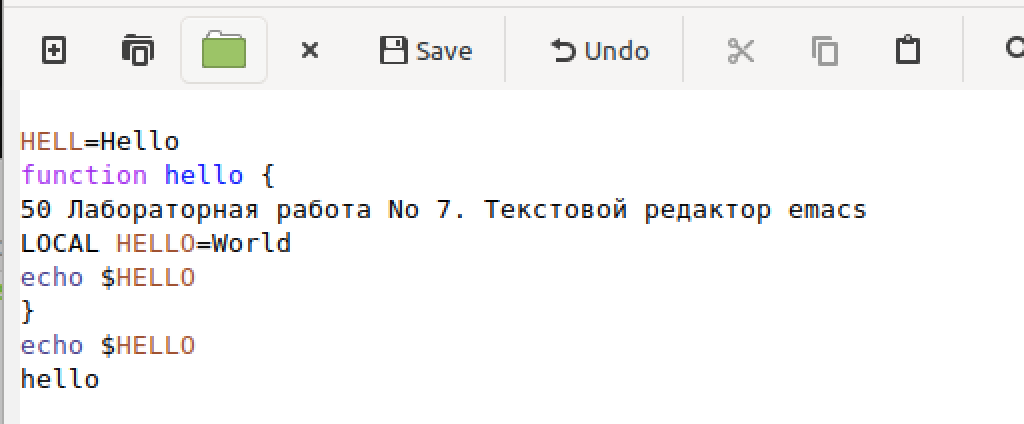 Save Undo
HELL=Hello
function hello {
50 Лабораторная работа No 7. Текстовой редактор emacs
LOCAL HELLO=World
echo $HELLO
}
echo $HELLO
hello